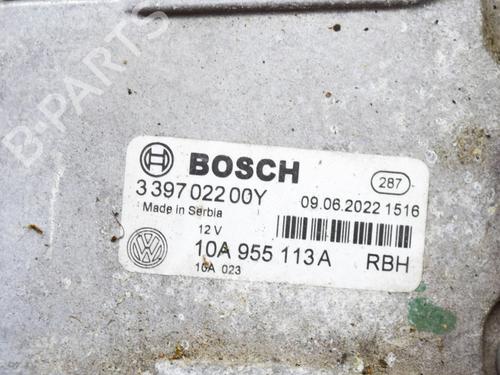 B-PARTS
BOSCH
287
3 397 022 00Y
09.06.2022 1516
Made in Serbia
12 V
10A 955 113A
RBH
10A 023